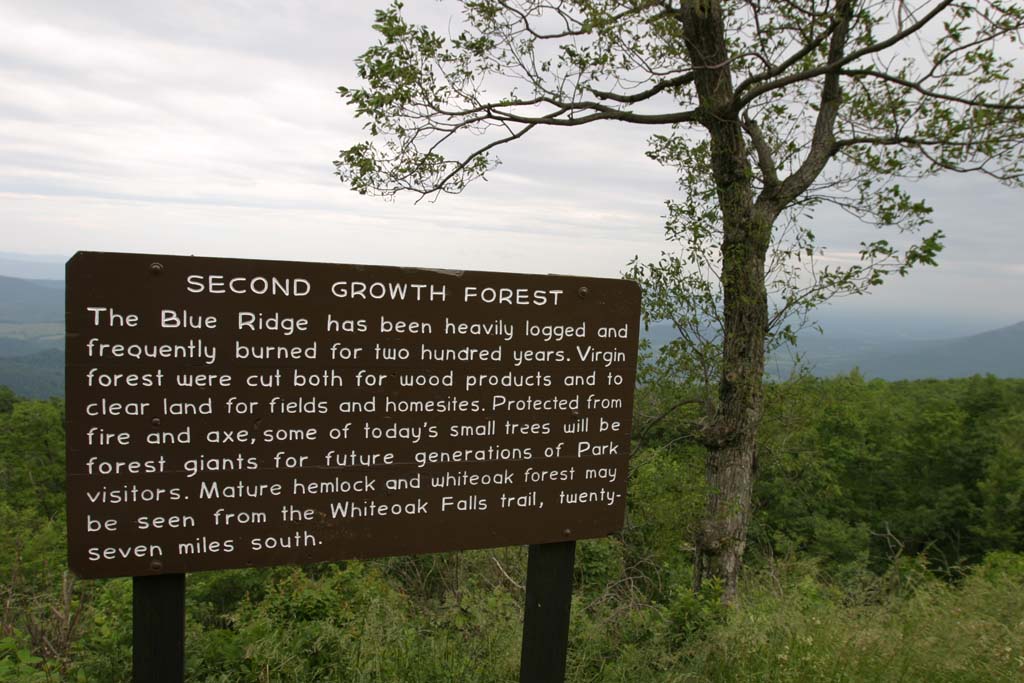 SECOND GROWTH FOREST
The Blue Ridge has been heavily logged and
frequently burned for two hundred years. Virgin
forest were cut both for wood products and to
clear land for fields and homesites. Protected from
fire and axe, some of today's small trees will be
forest giants for future generations of Park
visitors. Mature hemlock and whiteoak forest may
be seen from the Whiteoak Falls trail, twenty-
seven miles south.